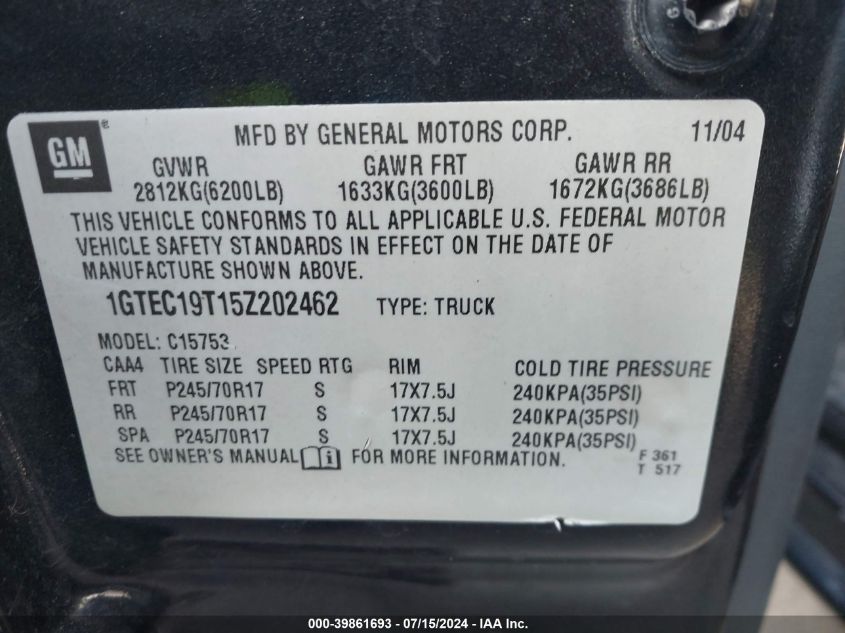 GM ® MFD BY GENERAL MOTORS CORP. 11/04
GVWR GAWR FRT GAWR RR
2812KG(6200LB) 1633KG(3600LB) 1672KG(3686LB)
THIS VEHICLE CONFORMS TO ALL APPLICABLE U.S. FEDERAL MOTOR
VEHICLE SAFETY STANDARDS IN EFFECT ON THE DATE OF
MANUFACTURE SHOWN ABOVE.
1GTEC19T15Z202462 TYPE: TRUCK
MODEL: C15753
CAA4 TIRE SIZE SPEED RTG RIM COLD TIRE PRESSURE
FRT P245/70R17 S 17X7.5J 240KPA(35PSI)
RR P245/70R17 S 17X7.5J 240KPA(35PSI)
SPA P245/70R17 S 17X7.5J 240KPA(35PSI)
SEE OWNER'S MANUAL i FOR MORE INFORMATION. F 361
T 517
000-39861693 - 07/15/2024 - IAA Inc.